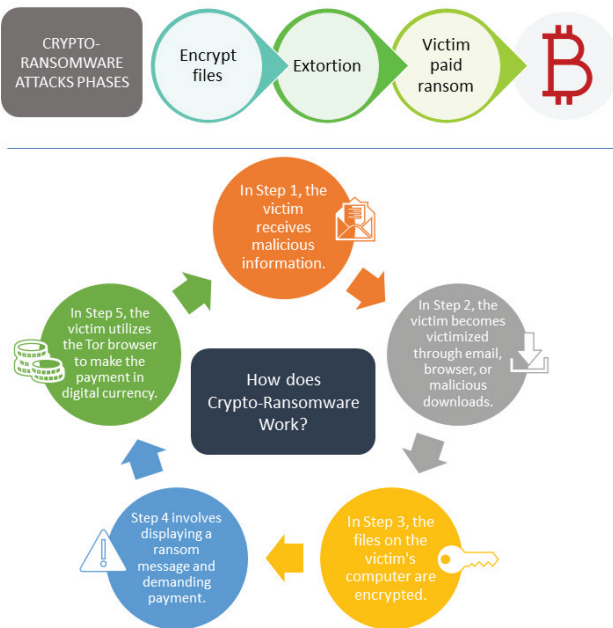 CRYPTO-
RANSOMWARE
ATTACKS PHASES
Encrypt
files
Extortion
Victim
paid
ransom
In Step 1, the
victim
receives
malicious
information.
In Step 2, the
victim becomes
victimized
through email,
browser, or
malicious
downloads.
In Step 3, the
files on the
victim's
computer are
encrypted.
Step 4 involves
displaying a
ransom
message and
demanding
payment.
In Step 5, the
victim utilizes
the Tor browser
to make the
payment in
digital currency.
How does
Crypto-Ransomware
Work?